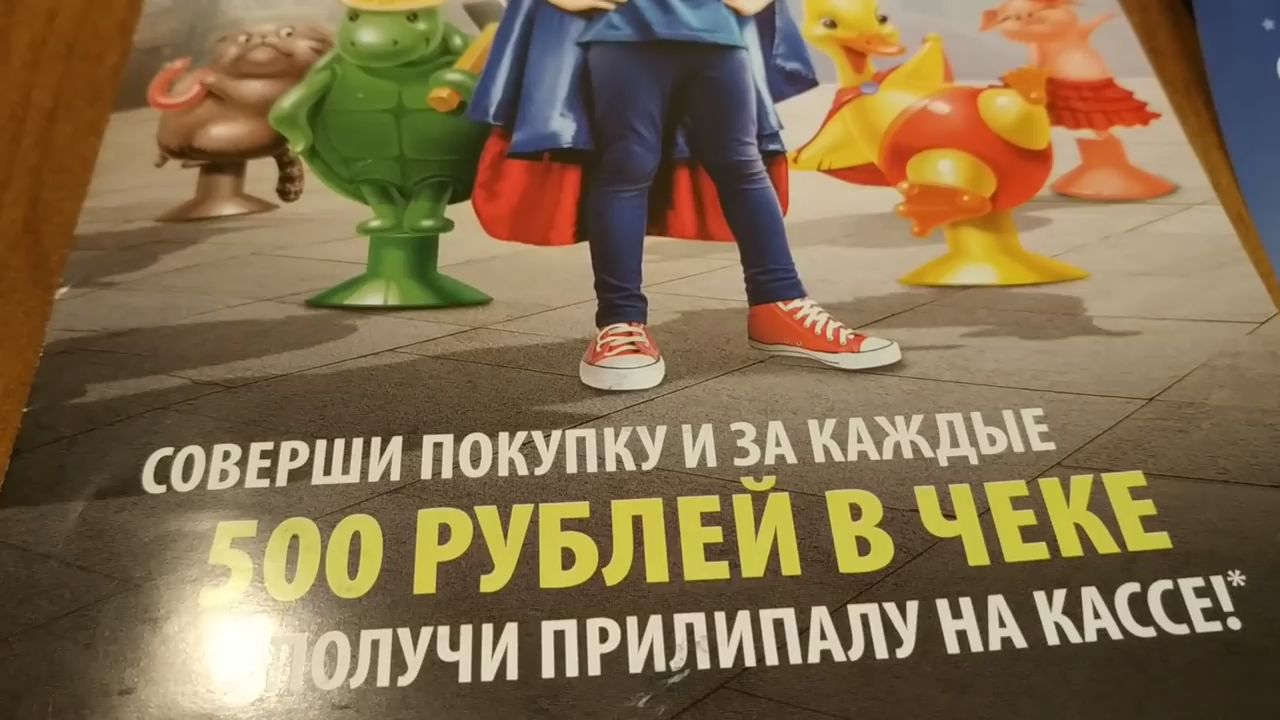 СОВЕРШИ ПОКУПКУ И ЗА КАЖДЫЕ
500 РУБЛЕЙ В ЧЕКЕ
ПОЛУЧИ ПРИЛИПАЛУ НА КАССЕ!*